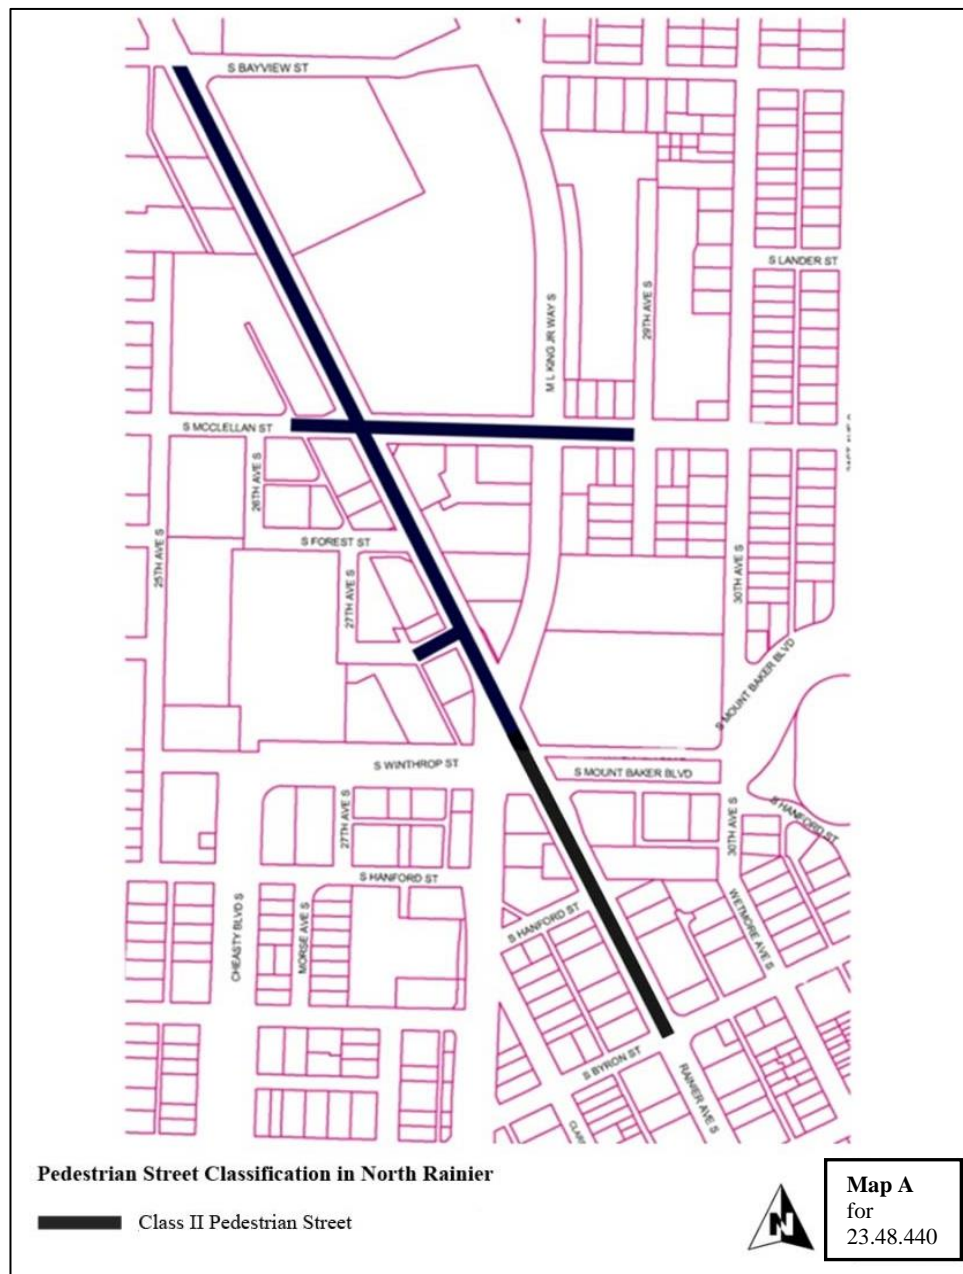 S BAYVIEW ST
S LANDER ST
M L KING JR WAY S
29TH AVE S
S MCCLELLAN ST
26TH AVE S
S FOREST ST
25TH AVE S
27TH AVE S
30TH AVE S
S MOUNT BAKER BLVD
S WINTHROP ST
S MOUNT BAKER BLVD
27TH AVE S
30TH AVE S
S HANFORD ST
S HANFORD ST
CHEASTY BLVD S
MORSE AVE S
S HANFORD ST
WETMORE AVE S
S BYRON ST
RAINIER AVE S
Pedestrian Street Classification in North Rainier
Class II Pedestrian Street
N
Map A
for
23.48.440